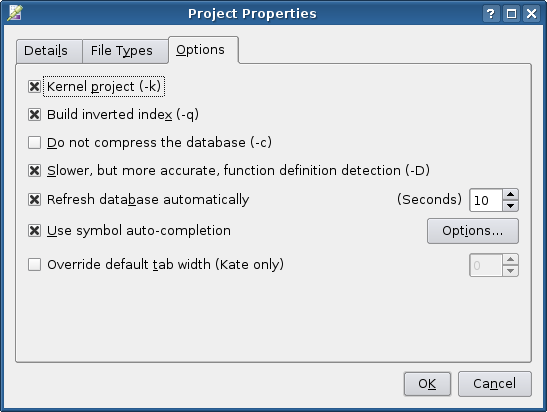 Project Properties
Details File Types Options
Kernel project (-k)
Build inverted index (-q)
Do not compress the database (-c)
Slower, but more accurate, function definition detection (-D)
Refresh database automatically (Seconds) 10
Use symbol auto-completion Options...
Override default tab width (Kate only) 0
OK Cancel